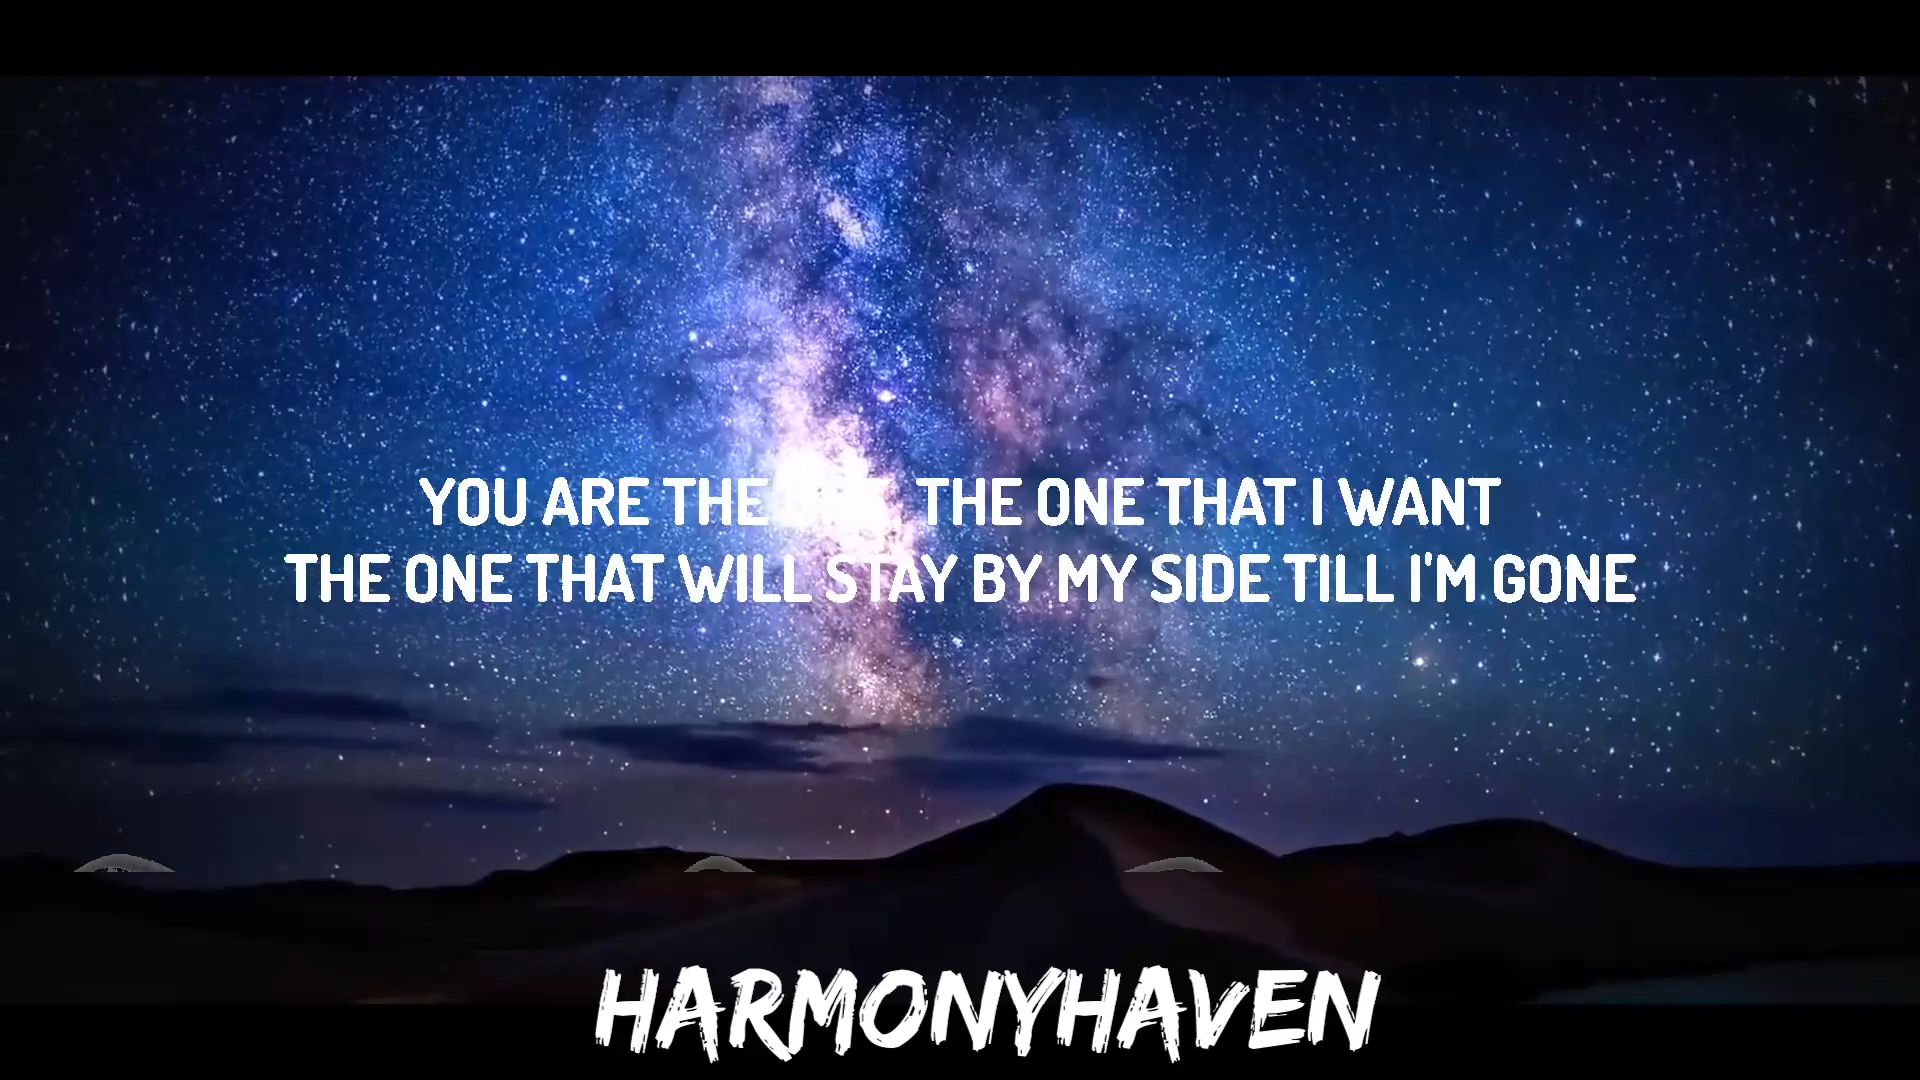 YOU ARE THE THE ONE THAT I WANT
THE ONE THAT WILL STAY BY MY SIDE TILL I'M GONE
HARMONYHAVEN